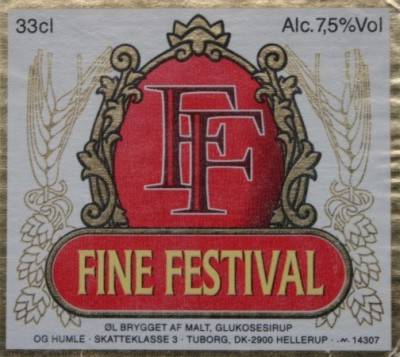 33cl
Alc. 7,5%Vol
FF
FINE FESTIVAL
ØL BRYGGET AF MALT, GLUKOSESIRUP
OG HUMLE · SKATTEKLASSE 3 · TUBORG, DK-2900 HELLERUP · 14307